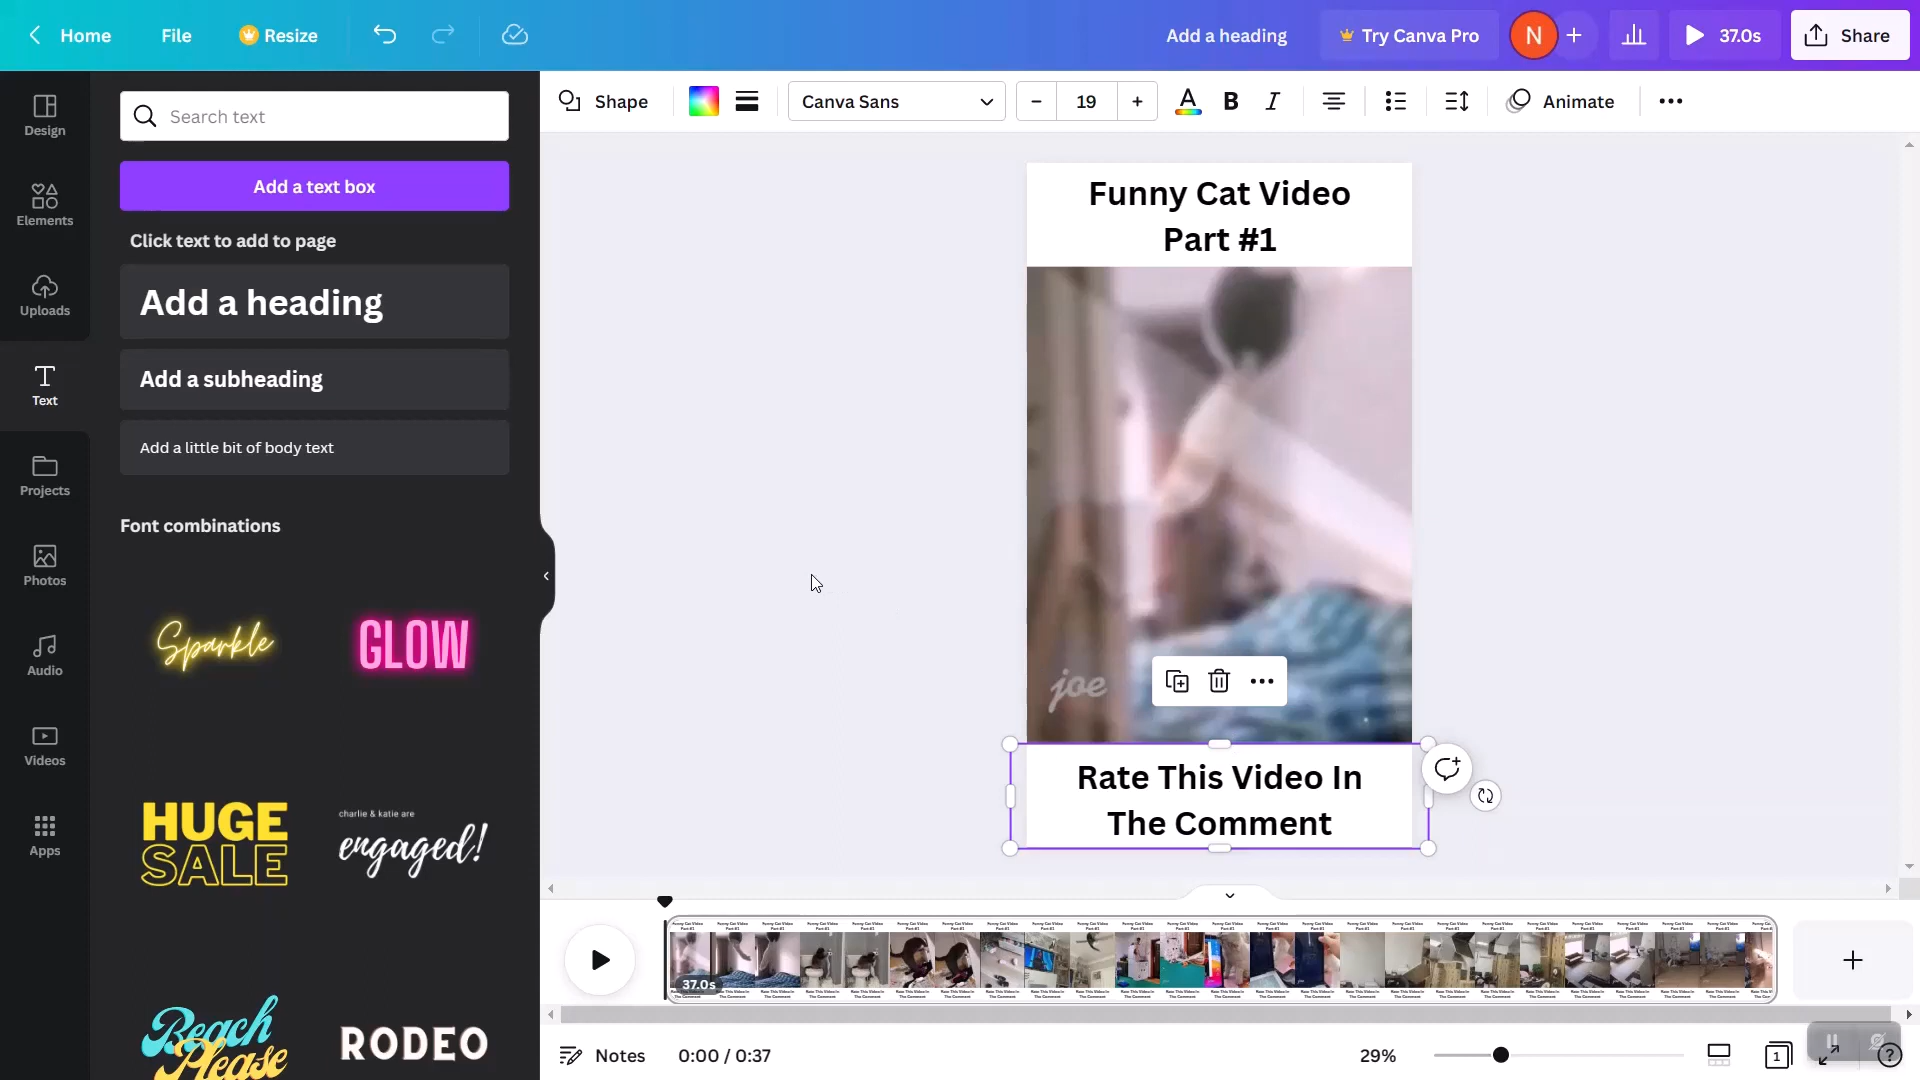 Home
File
Resize
Add a heading
Try Canva Pro
N
37.0s
Share
Design
Elements
Uploads
Text
Projects
Photos
Audio
Videos
Apps
Search text
Add a text box
Click text to add to page
Add a heading
Add a subheading
Add a little bit of body text
Font combinations
Sparkle
GLOW
HUGE
SALE
charlie & katie are
engaged!
Beach
Please
RODEO
Shape
Canva Sans
19
A
B
I
Animate
Funny Cat Video
Part #1
joe
Rate This Video In
The Comment
37.0s
Notes
0:00 / 0:37
29%
1